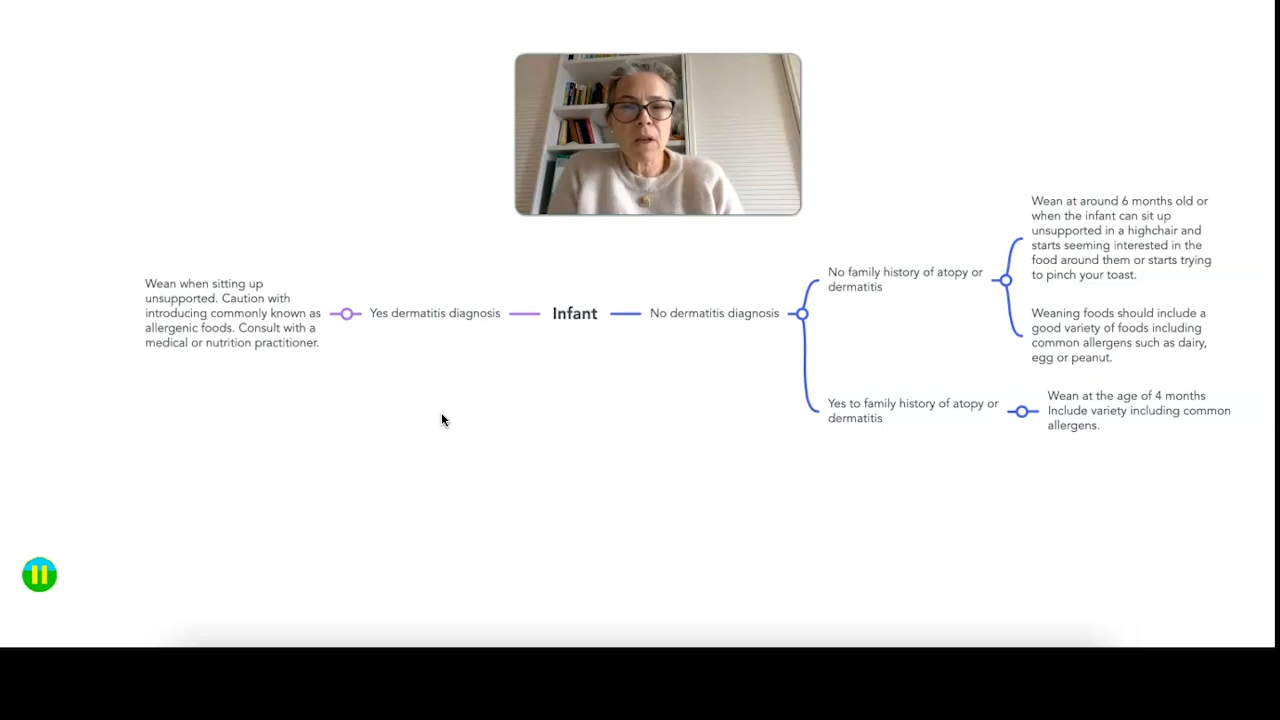 Wean when sitting up
unsupported. Caution with
introducing commonly known as
allergenic foods. Consult with a
medical or nutrition practitioner.
Yes dermatitis diagnosis
Infant
No dermatitis diagnosis
No family history of atopy or
dermatitis
Wean at around 6 months old or
when the infant can sit up
unsupported in a highchair and
starts seeming interested in the
food around them or starts trying
to pinch your toast.
Weaning foods should include a
good variety of foods including
common allergens such as dairy,
egg or peanut.
Yes to family history of atopy or
dermatitis
Wean at the age of 4 months
Include variety including common
allergens.